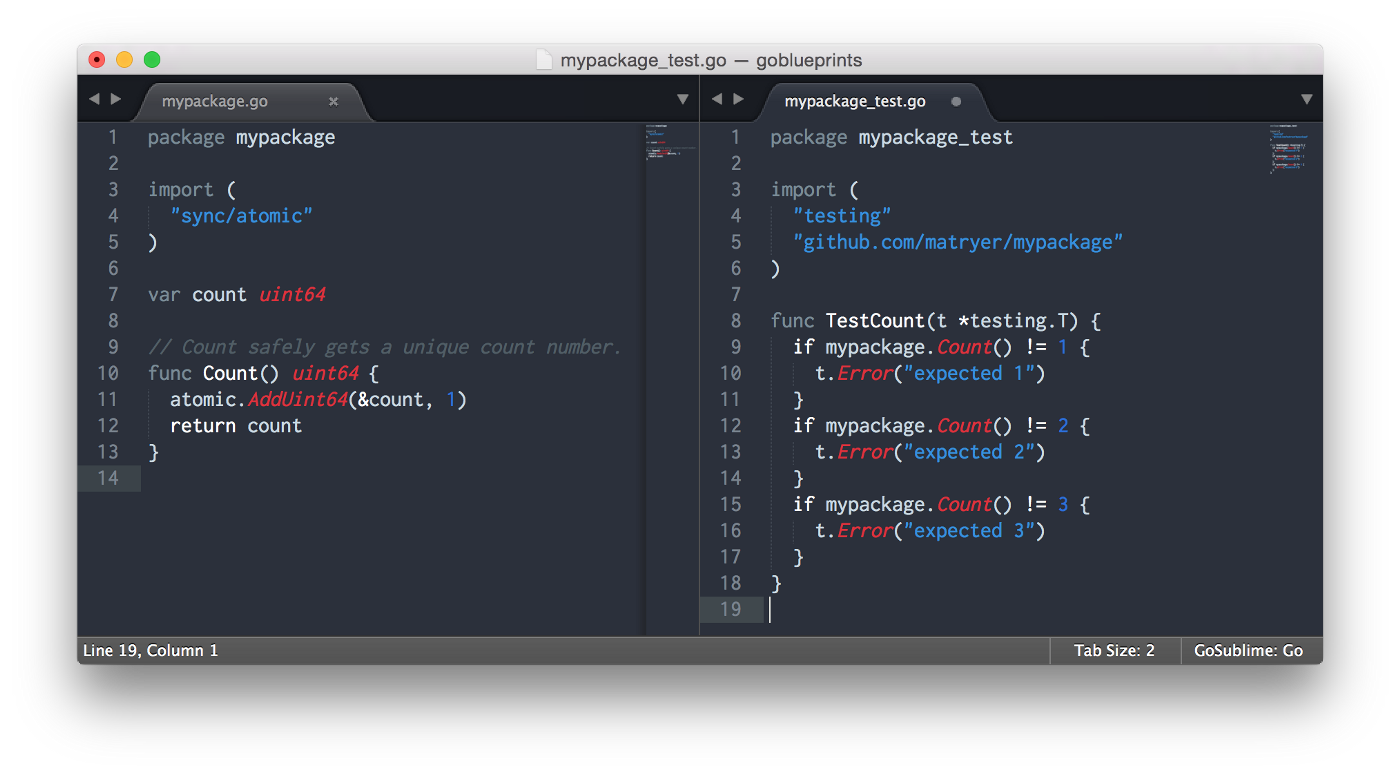 mypackage_test.go — goblueprints
mypackage.go
1 package mypackage
2
3 import (
4 "sync/atomic"
5 )
6
7 var count uint64
8
9 // Count safely gets a unique count number.
10 func Count() uint64 {
11 atomic.AddUint64(&count, 1)
12 return count
13 }
14
mypackage_test.go
1 package mypackage_test
2
3 import (
4 "testing"
5 "github.com/matryer/mypackage"
6 )
7
8 func TestCount(t *testing.T) {
9 if mypackage.Count() != 1 {
10 t.Error("expected 1")
11 }
12 if mypackage.Count() != 2 {
13 t.Error("expected 2")
14 }
15 if mypackage.Count() != 3 {
16 t.Error("expected 3")
17 }
18 }
19
Line 19, Column 1
Tab Size: 2
GoSublime: Go